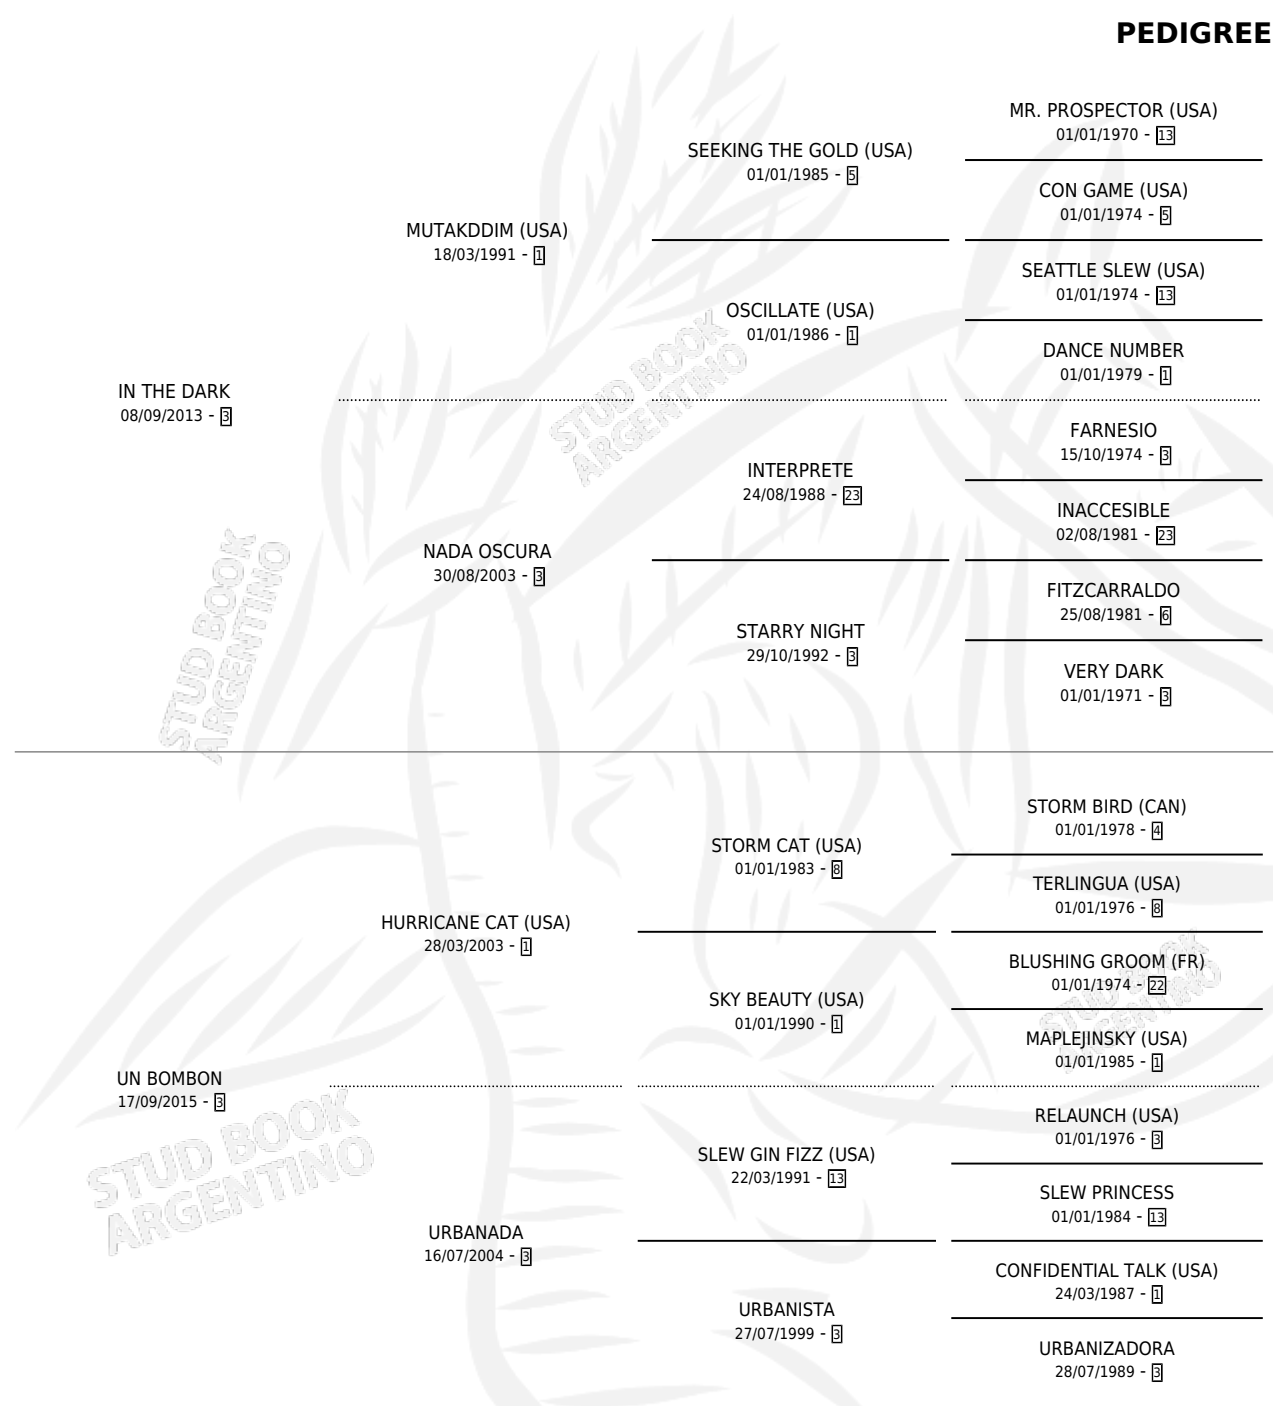 PEDIGREE
MR. PROSPECTOR (USA)
01/01/1970 - 13
SEEKING THE GOLD (USA)
01/01/1985 - 5
CON GAME (USA)
01/01/1974 - 5
MUTAKDDIM (USA)
18/03/1991 - 1
SEATTLE SLEW (USA)
01/01/1974 - 13
OSCILLATE (USA)
01/01/1986 - 1
DANCE NUMBER
01/01/1979 - 1
IN THE DARK
08/09/2013 - 3
FARNESIO
15/10/1974 - 3
INTERPRETE
24/08/1988 - 23
INACCESIBLE
02/08/1981 - 23
NADA OSCURA
30/08/2003 - 3
FITZCARRALDO
25/08/1981 - 6
STARRY NIGHT
29/10/1992 - 3
VERY DARK
01/01/1971 - 3
STORM BIRD (CAN)
01/01/1978 - 4
STORM CAT (USA)
01/01/1983 - 8
TERLINGUA (USA)
01/01/1976 - 8
HURRICANE CAT (USA)
28/03/2003 - 1
BLUSHING GROOM (FR)
01/01/1974 - 22
SKY BEAUTY (USA)
01/01/1990 - 1
MAPLEJINSKY (USA)
01/01/1985 - 1
UN BOMBON
17/09/2015 - 3
RELAUNCH (USA)
01/01/1976 - 3
SLEW GIN FIZZ (USA)
22/03/1991 - 13
SLEW PRINCESS
01/01/1984 - 13
URBANADA
16/07/2004 - 3
CONFIDENTIAL TALK (USA)
24/03/1987 - 1
URBANISTA
27/07/1999 - 3
URBANIZADORA
28/07/1989 - 3
STUD BOOK
ARGENTINO
STUD BOOK
ARGENTINO
STUD BOOK
ARGENTINO
STUD BOOK
ARGENTINO